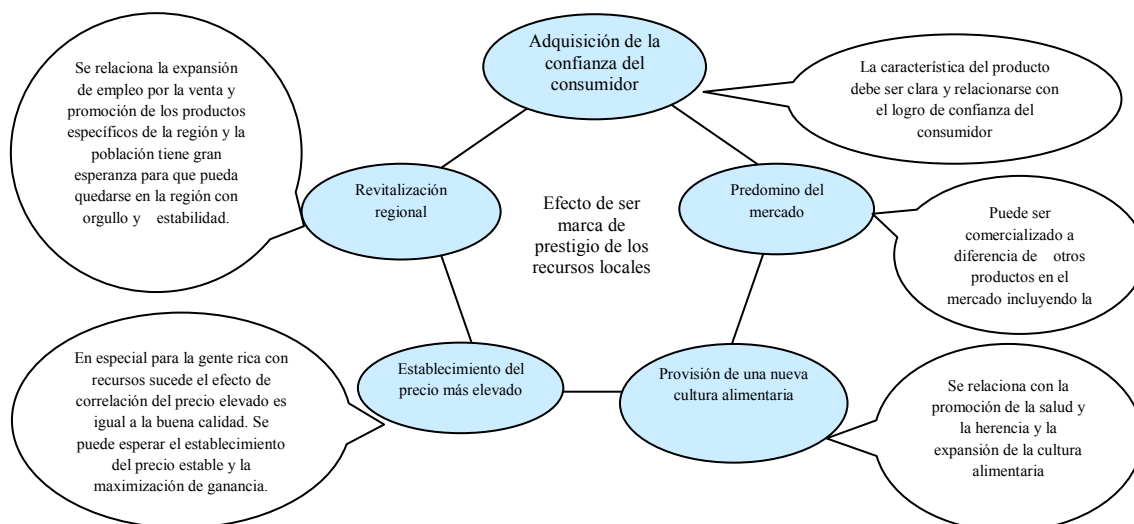 Adquisición de la
confianza del
consumidor
Se relaciona la expansión
de empleo por la venta y
promoción de los productos
específicos de la región y la
población tiene gran
esperanza para que pueda
quedarse en la región con
orgullo y estabilidad.
La característica del producto
debe ser clara y relacionarse con
el logro de confianza del
consumidor
Revitalización
regional
Efecto de ser
marca de
prestigio de los
recursos locales
Predomino del
mercado
Puede ser
comercializado a
diferencia de otros
productos en el
mercado incluyendo la
En especial para la gente rica con
recursos sucede el efecto de
correlación del precio elevado es
igual a la buena calidad. Se
puede esperar el establecimiento
del precio estable y la
maximización de ganancia.
Establecimiento del
precio más elevado
Provisión de una nueva
cultura alimentaria
Se relaciona con la
promoción de la salud y
la herencia y la
expansión de la cultura
alimentaria